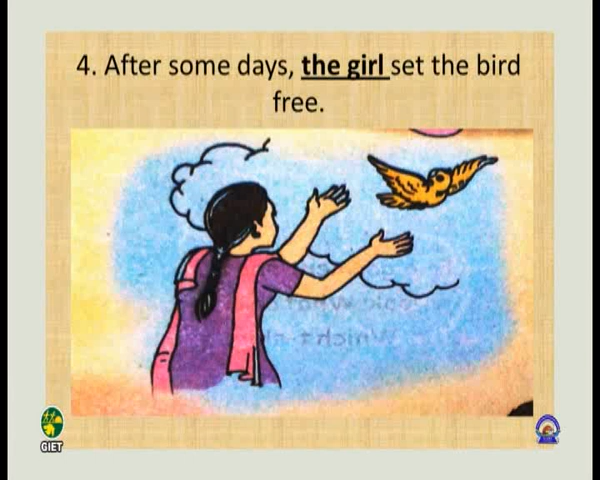 4. After some days, the girl set the bird
free.
GIET